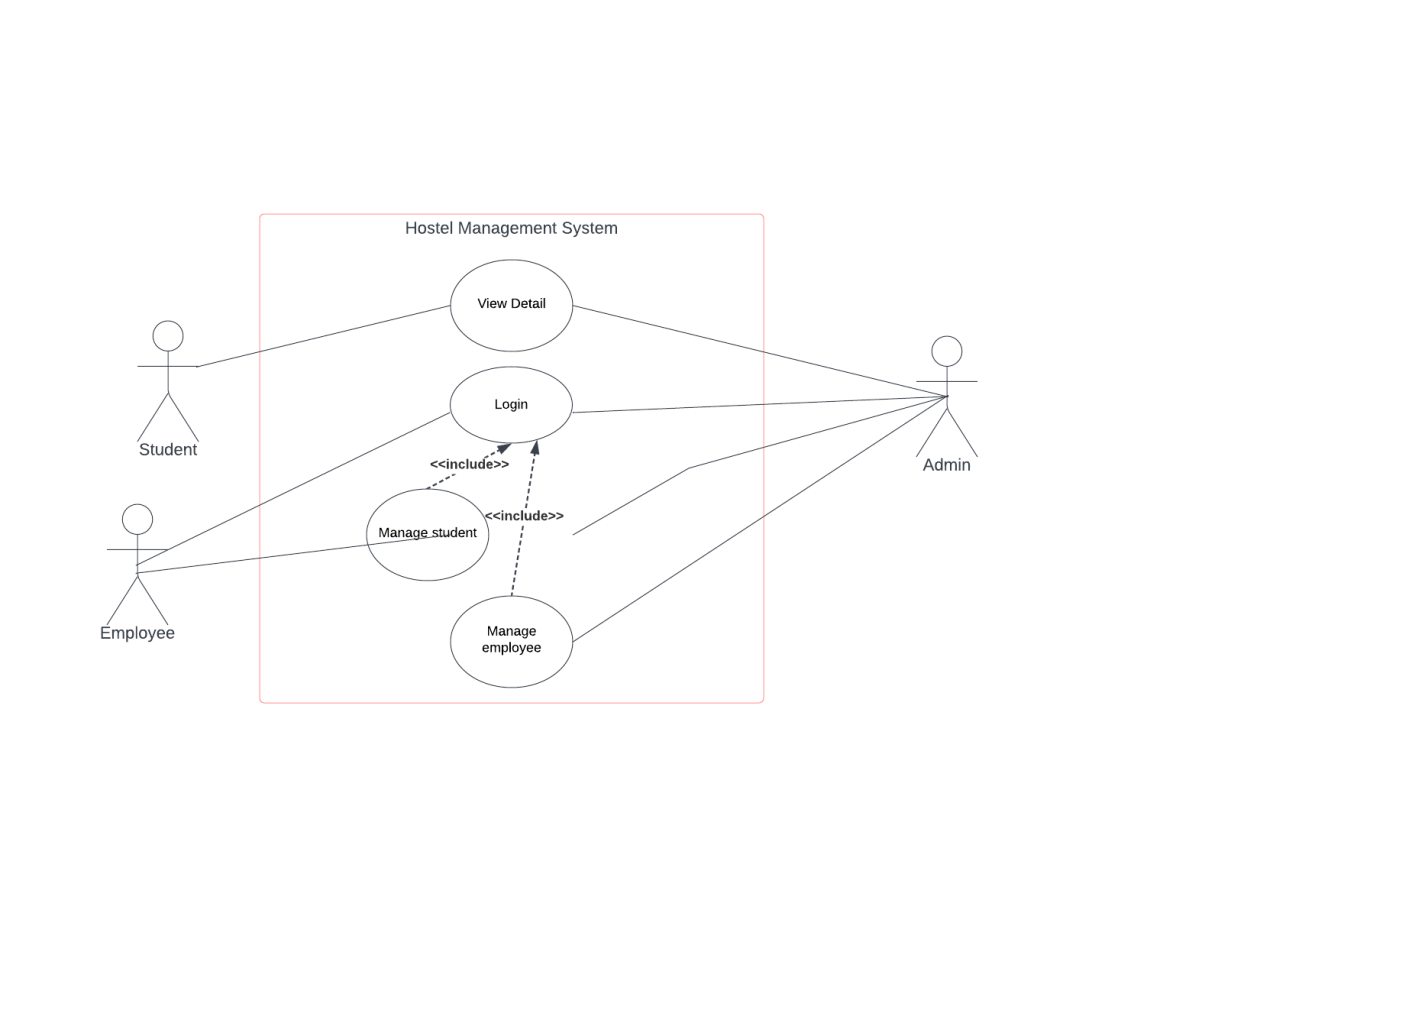 Hostel Management System
View Detail
Login
Student
Admin
<<include>>
<<include>>
Manage student
Employee
Manage
employee